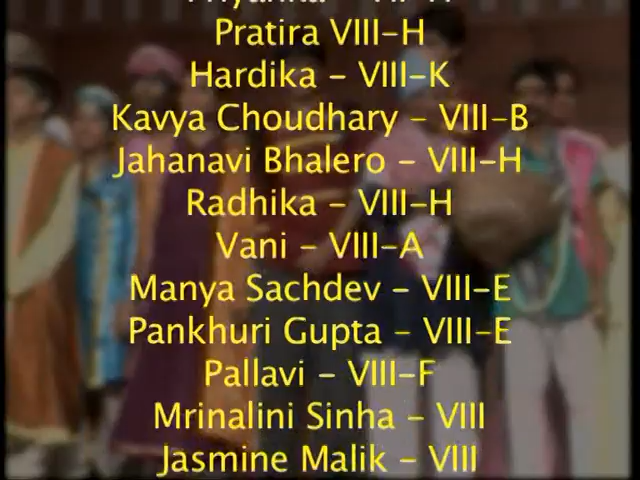 Pratira VIII-H
Hardika - VIII-K
Kavya Choudhary - VIII-B
Jahanavi Bhalero - VIII-H
Radhika - VIII-H
Vani - VIII-A
Manya Sachdev - VIII-E
Pankhuri Gupta - VIII-E
Pallavi - VIII-F
Mrinalini Sinha - VIII
Jasmine Malik - VIII